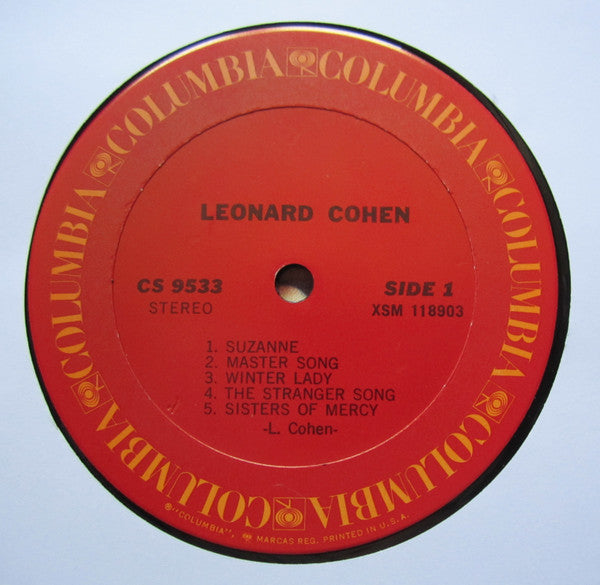 COLUMBIA COLUMBIA COLUMBIA COLUMBIA COLUMBIA COLUMBIA
LEONARD COHEN
CS 9533 SIDE 1
STEREO XSM 118903
1. SUZANNE
2. MASTER SONG
3. WINTER LADY
4. THE STRANGER SONG
5. SISTERS OF MERCY
-L. Cohen-
℗"COLUMBIA", MARCAS REG. PRINTED IN U.S.A.